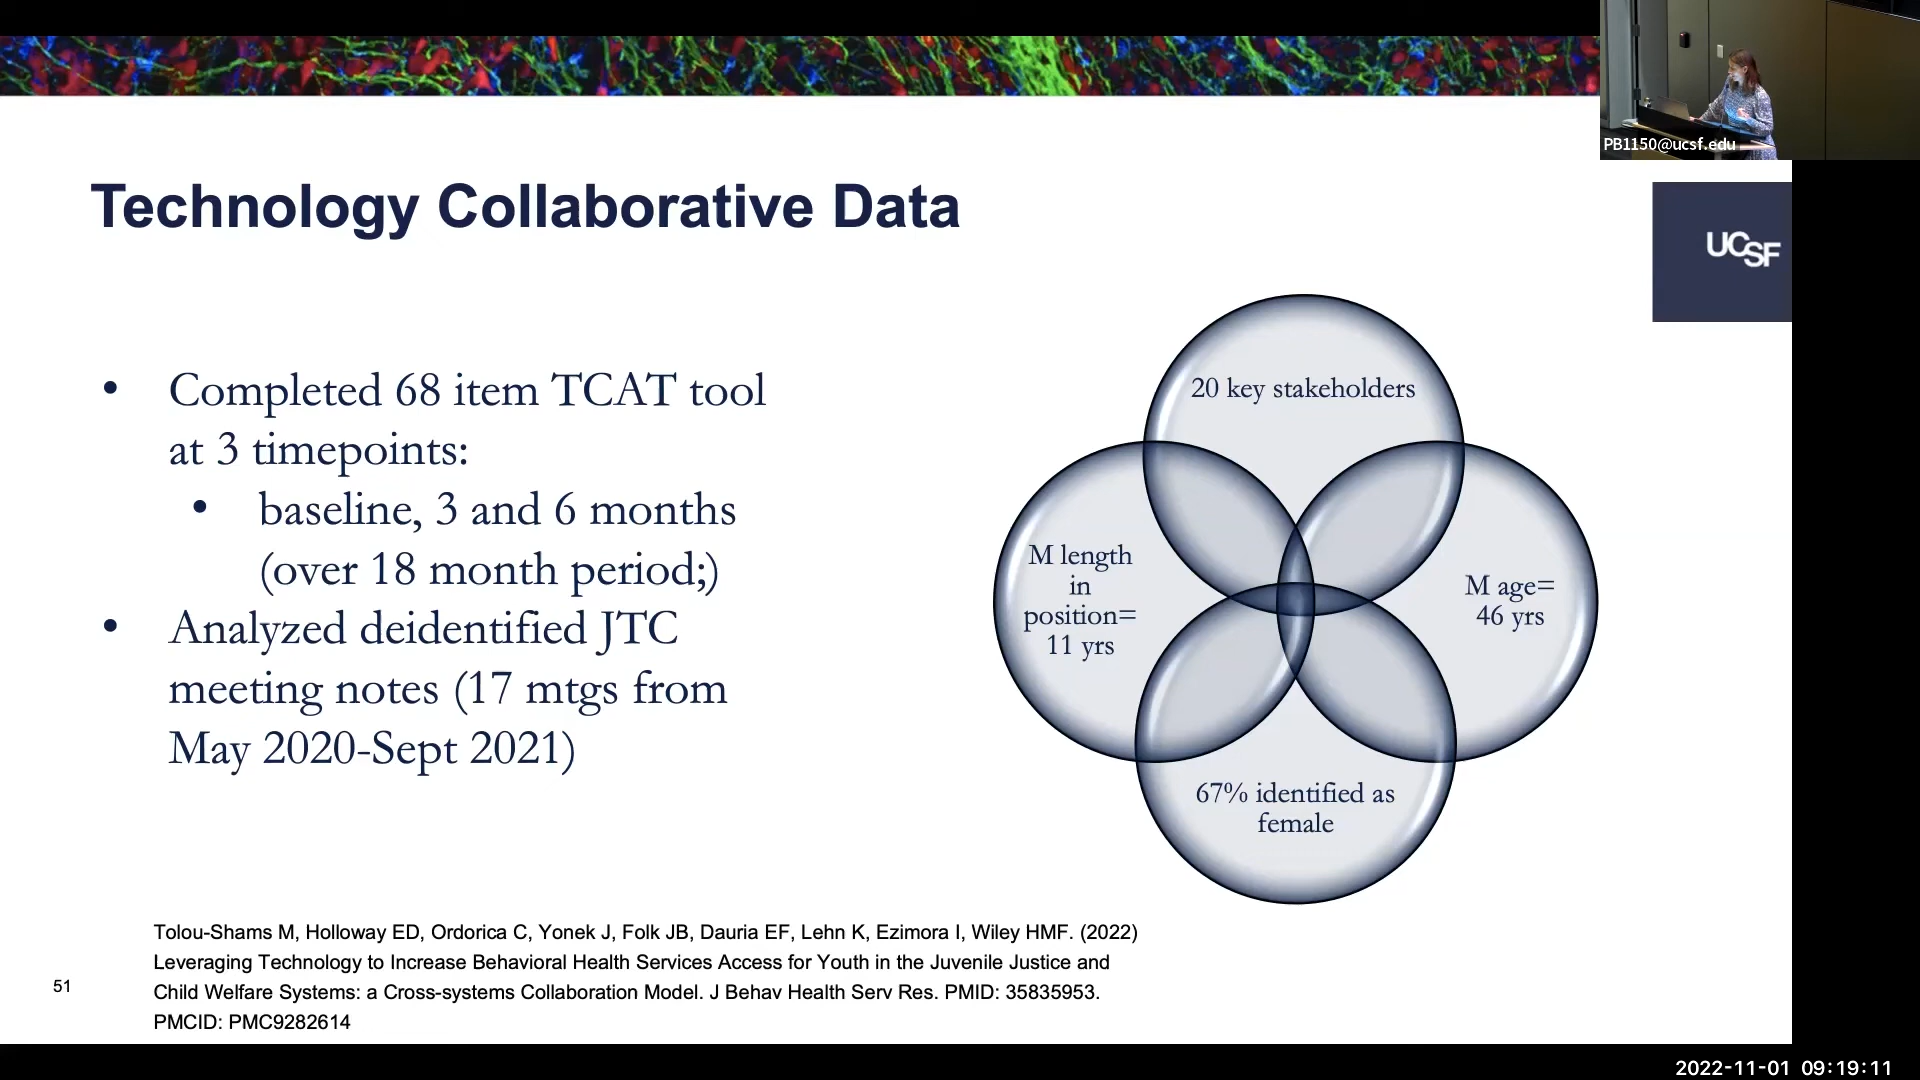 PB1150@ucsf.edu
Technology Collaborative Data
UCSF
• Completed 68 item TCAT tool
at 3 timepoints:
• baseline, 3 and 6 months
(over 18 month period;)
• Analyzed deidentified JTC
meeting notes (17 mtgs from
May 2020-Sept 2021)
20 key stakeholders
M length
in
position=
11 yrs
M age=
46 yrs
67% identified as
female
Tolou-Shams M, Holloway ED, Ordorica C, Yonek J, Folk JB, Dauria EF, Lehn K, Ezimora I, Wiley HMF. (2022)
Leveraging Technology to Increase Behavioral Health Services Access for Youth in the Juvenile Justice and
Child Welfare Systems: a Cross-systems Collaboration Model. J Behav Health Serv Res. PMID: 35835953.
PMCID: PMC9282614
51
2022-11-01 09:19:11